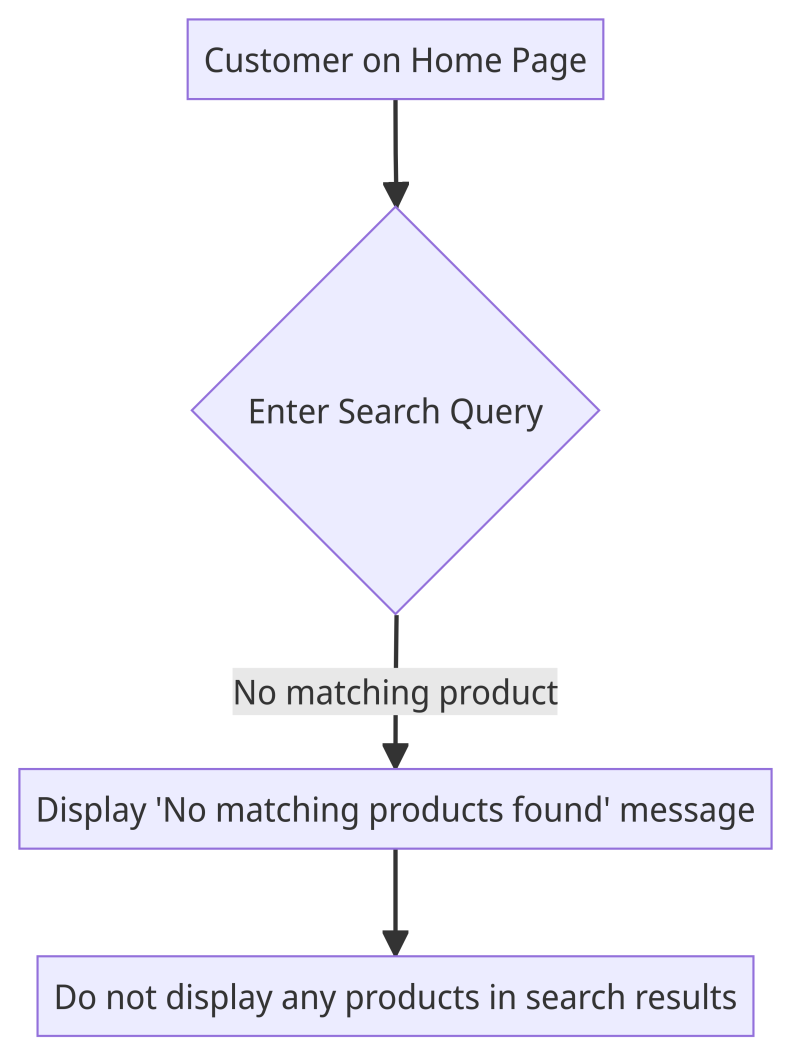 Customer on Home Page
Enter Search Query
No matching product
Display 'No matching products found' message
Do not display any products in search results